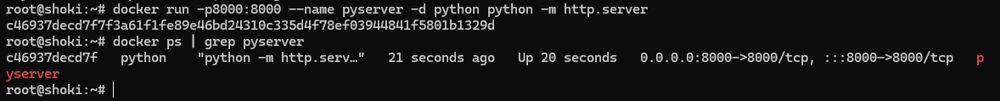 root@shoki:~# docker run -p8000:8000 --name pyserver -d python python -m http.server
c46937decd7f7f3a61f1fe89e46bd24310c335d4f78ef03944841f5801b1329d
root@shoki:~# docker ps | grep pyserver
c46937decd7f   python    "python -m http.serv…"   21 seconds ago   Up 20 seconds   0.0.0.0:8000->8000/tcp, :::8000->8000/tcp   p
yserver
root@shoki:~#